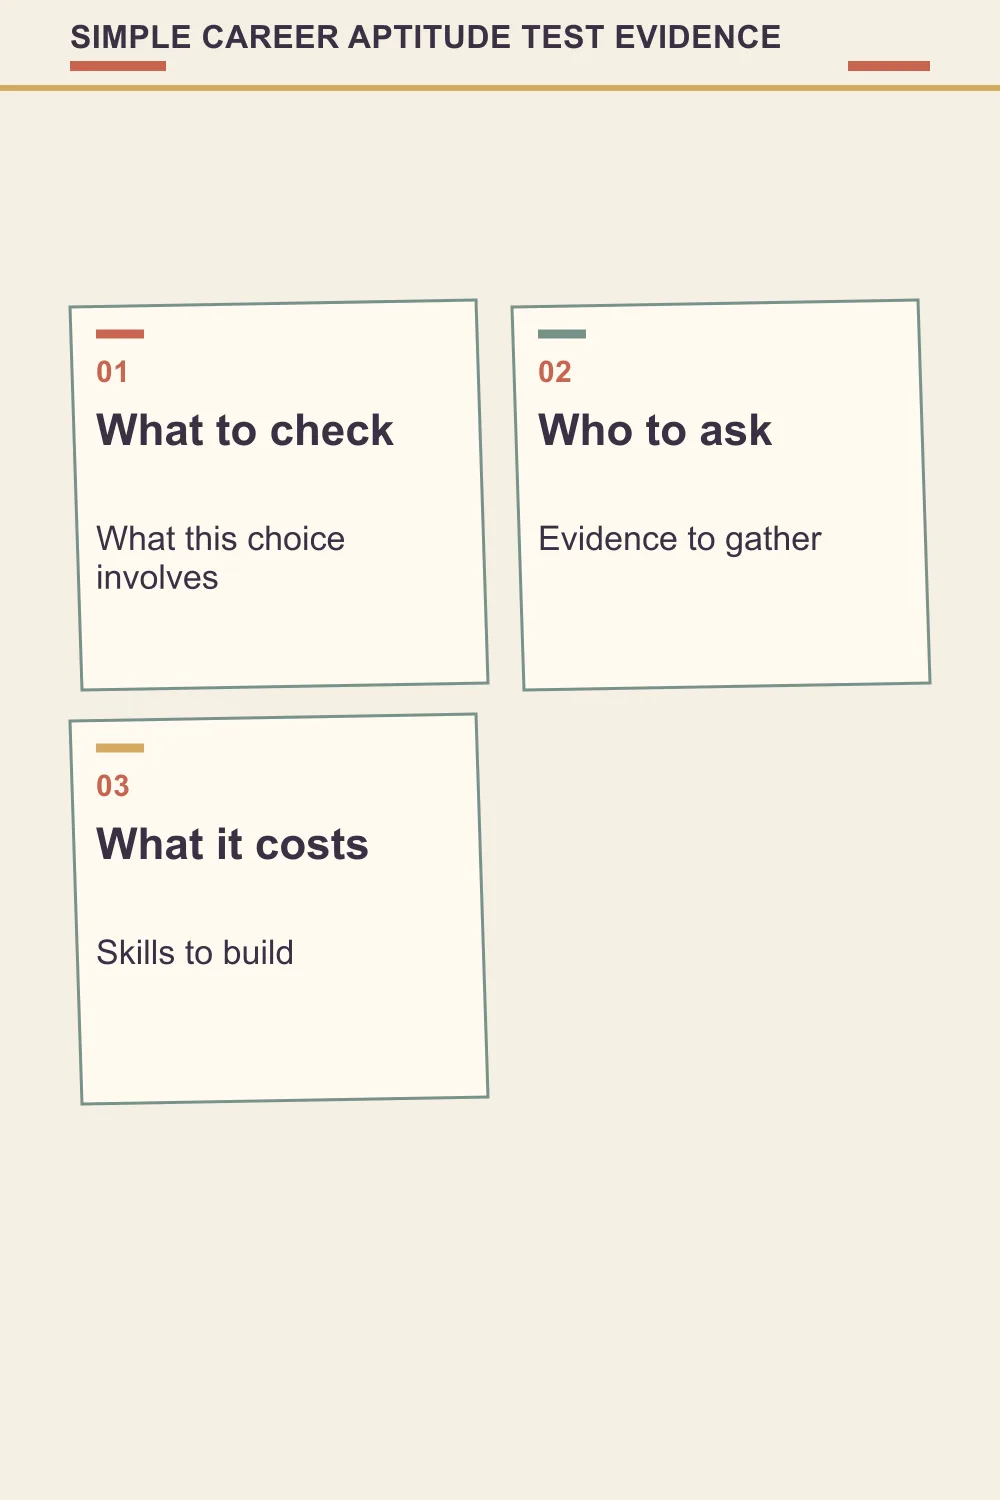 SIMPLE CAREER APTITUDE TEST EVIDENCE
01
What to check
What this choice
involves
02
Who to ask
Evidence to gather
03
What it costs
Skills to build